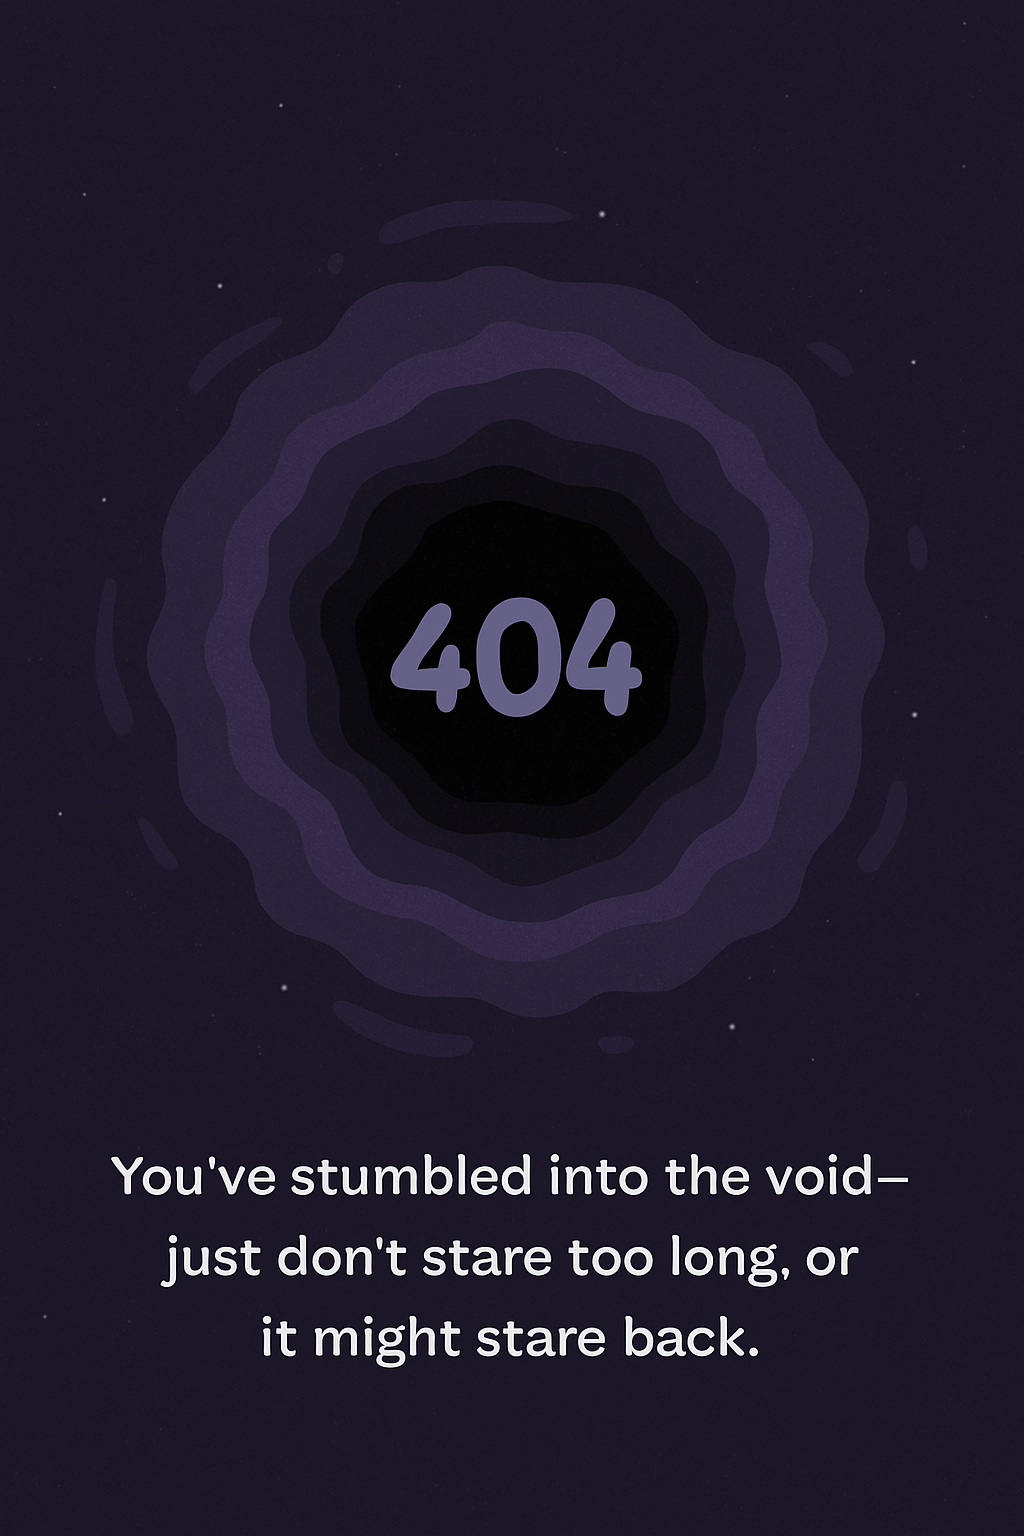 404
You've stumbled into the void—
just don't stare too long, or
it might stare back.